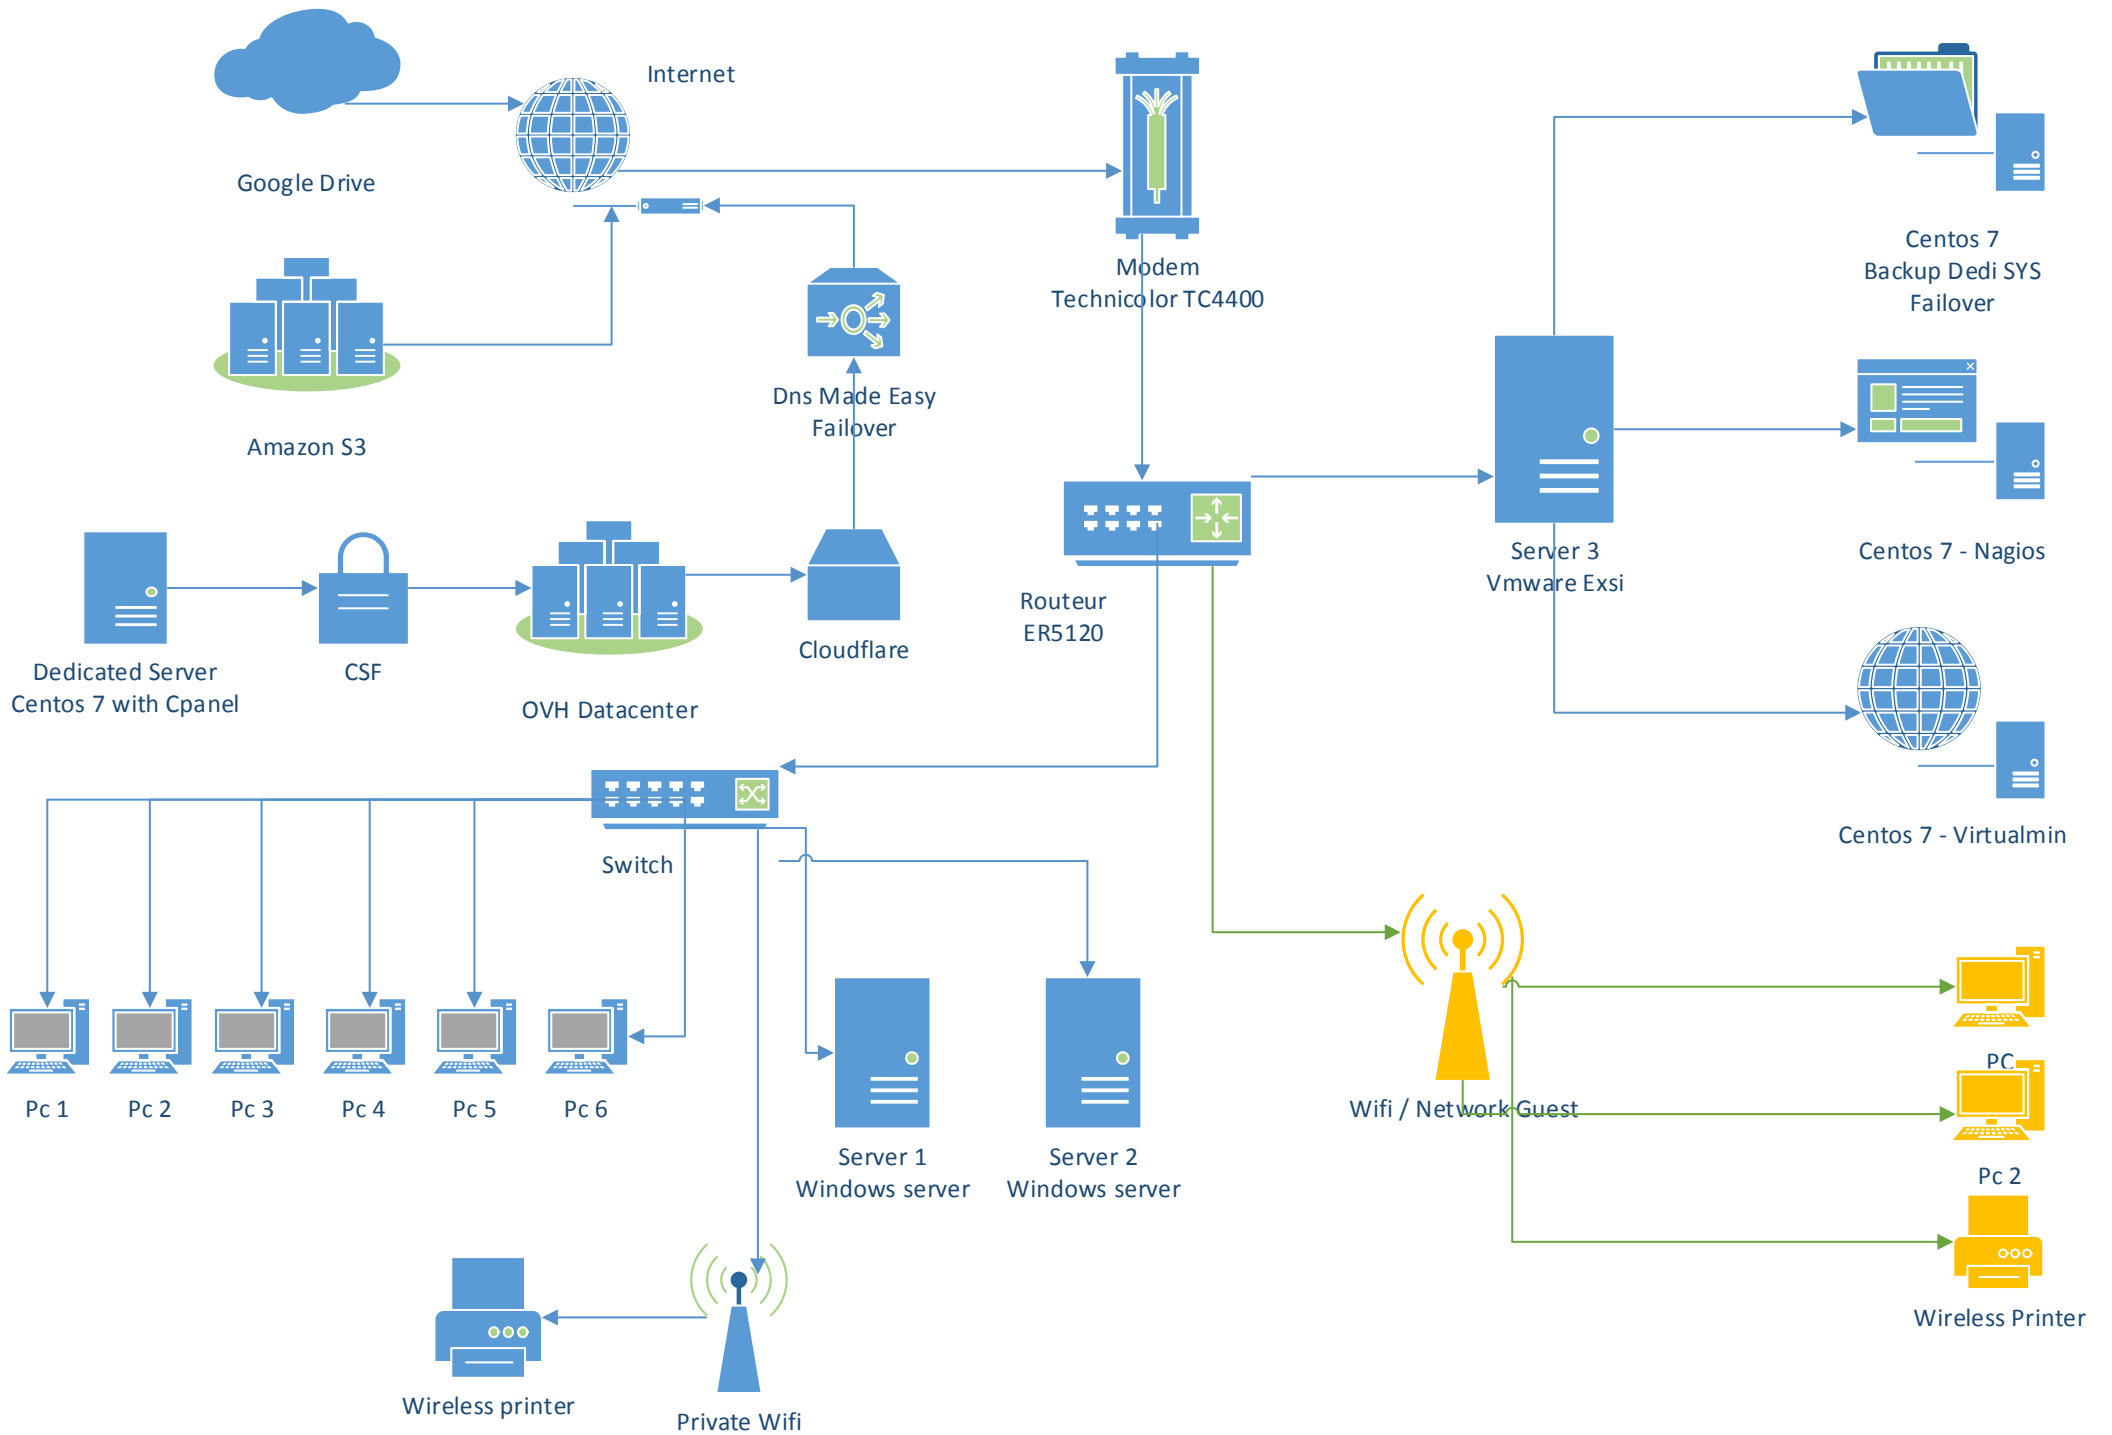 Internet
Google Drive
Modem
Technicolor TC4400
Centos 7
Backup Dedi SYS
Failover
Amazon S3
Dns Made Easy
Failover
Server 3
Vmware Exsi
Centos 7 - Nagios
Routeur
ER5120
Cloudflare
Dedicated Server
Centos 7 with Cpanel
CSF
OVH Datacenter
Centos 7 - Virtualmin
Switch
PC
Pc 1
Pc 2
Pc 3
Pc 4
Pc 5
Pc 6
Wifi / Network Guest
Server 1
Windows server
Server 2
Windows server
Pc 2
Wireless Printer
Wireless printer
Private Wifi